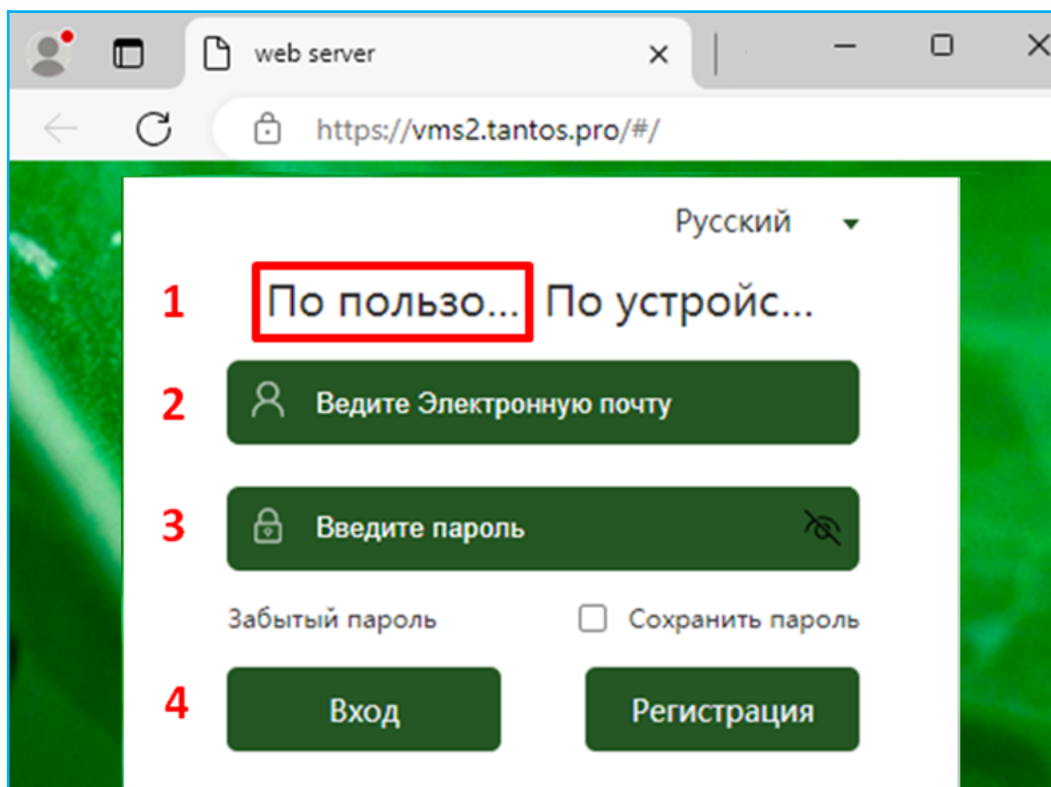 web server
https://vms2.tantos.pro/#/
Русский
1 По пользо... По устройс...
2 Ведите Электронную почту
3 Введите пароль
Забытый пароль Сохранить пароль
4 Вход Регистрация